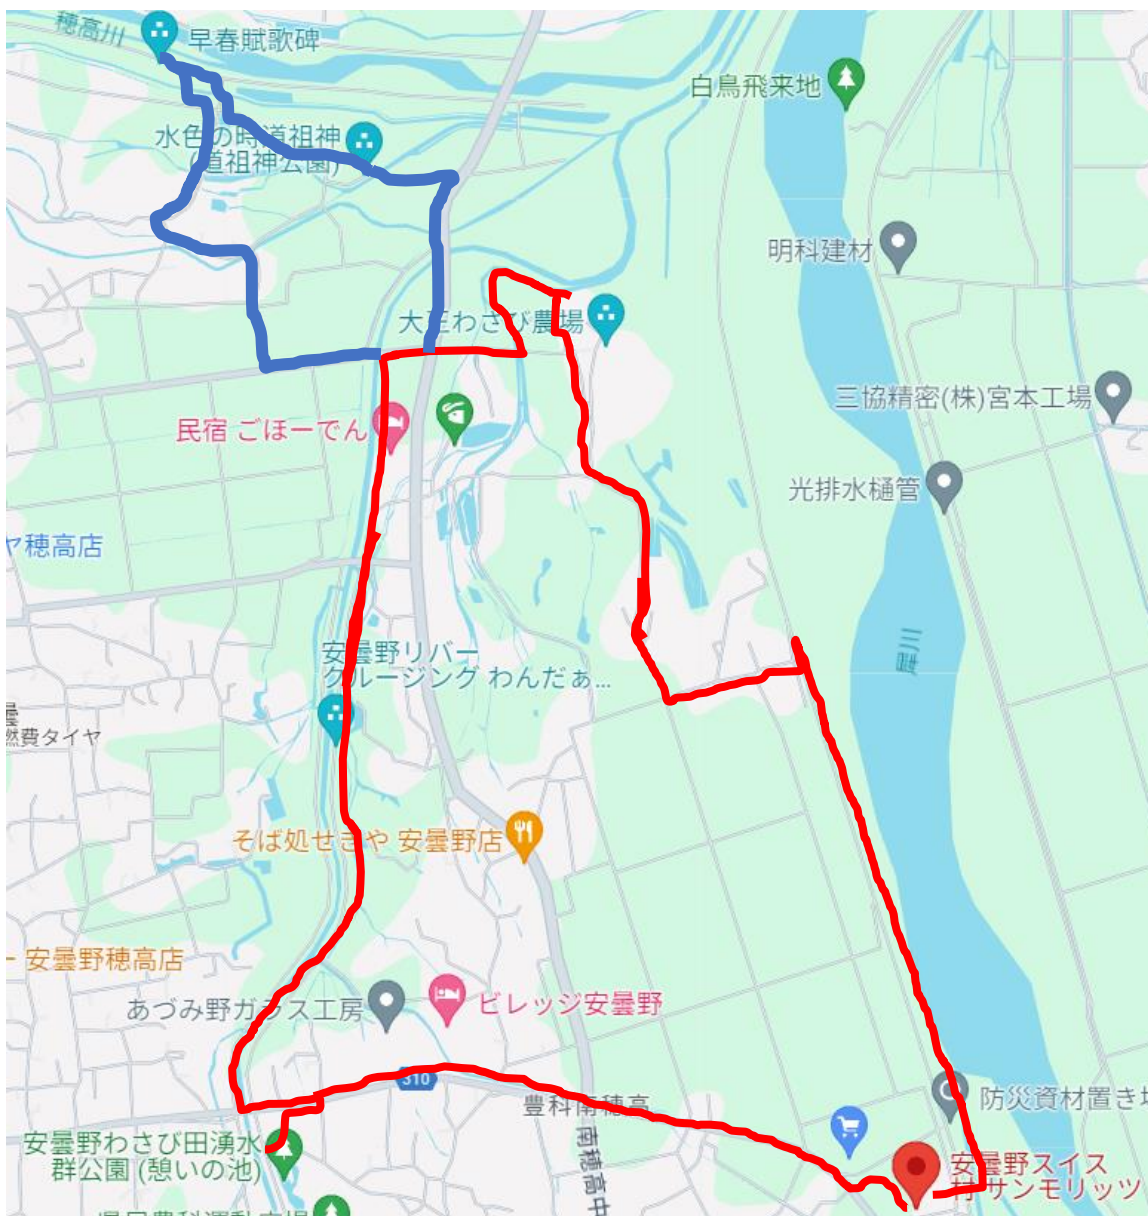 穂高川
早春賦歌碑
白鳥飛来地
水色の時道祖神
(道祖神公園)
明科建材
大王わさび農場
三協精密(株)宮本工場
民宿 ごほーでん
光排水樋管
ヤ穂高店
安曇野リバー
クルージング わんだぁ...
曇
燃費タイヤ
そば処せきや 安曇野店
- 安曇野穂高店
あづみ野ガラス工房
ビレッジ安曇野
310
豊科南穂高
防災資材置き場
南穂高中
安曇野わさび田湧水
群公園 (憩いの池)
安曇野スイス
村 サンモリッツ